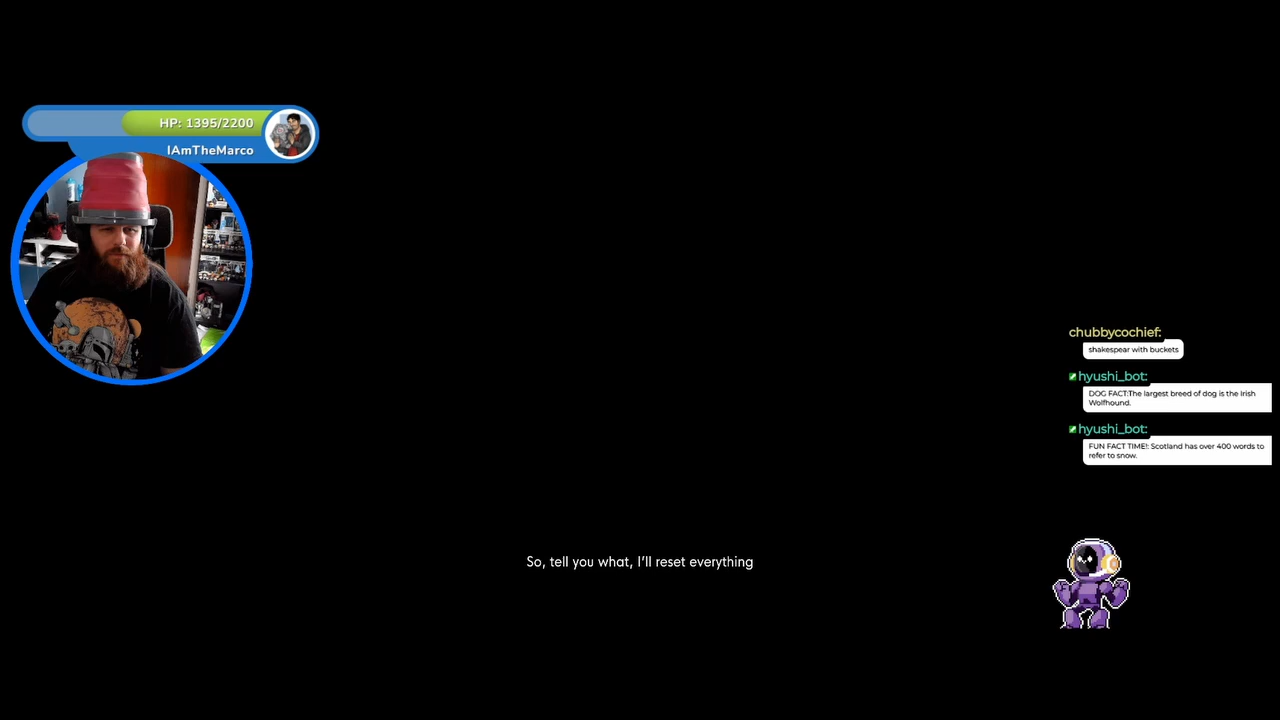 HP: 1395/2200
IAmTheMarco
chubbycochief:
shakespear with buckets
hyushi_bot:
DOG FACT:The largest breed of dog is the Irish
Wolfhound.
hyushi_bot:
FUN FACT TIME!: Scotland has over 400 words to
refer to snow.
So, tell you what, I'll reset everything